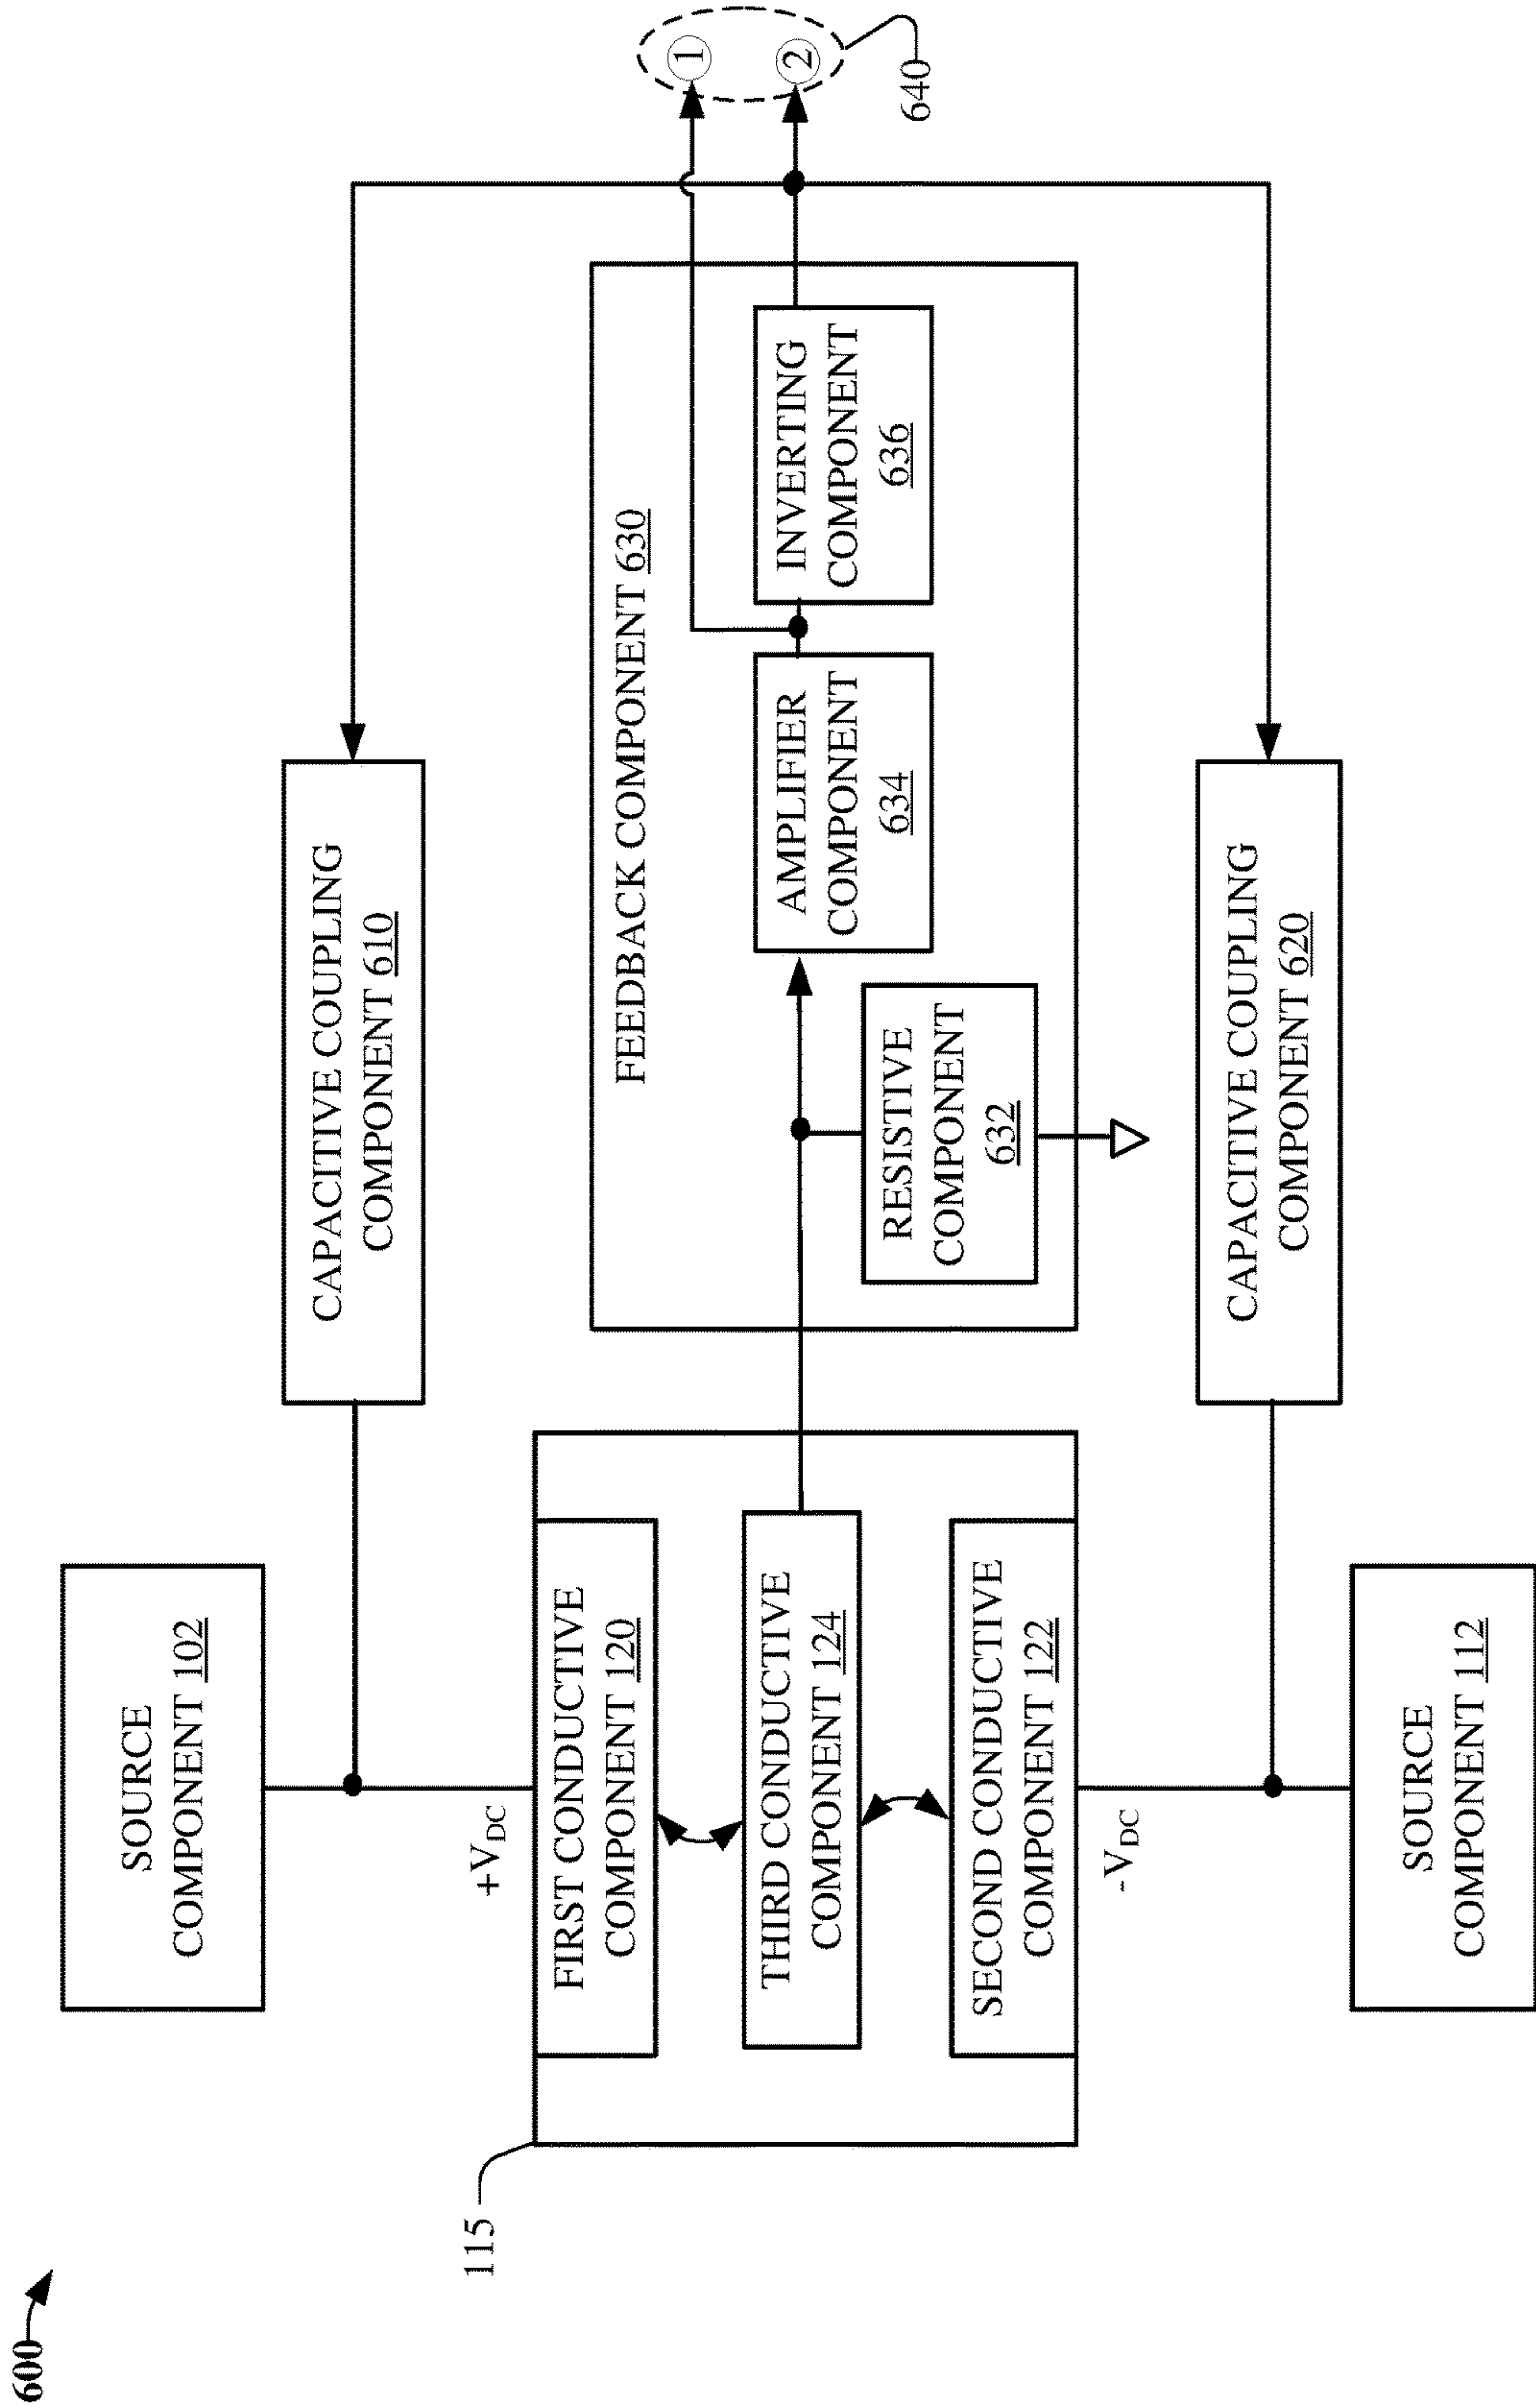 600
SOURCE
COMPONENT 102
CAPACITIVE COUPLING
COMPONENT 610
+VDC
115
FIRST CONDUCTIVE
COMPONENT 120
THIRD CONDUCTIVE
COMPONENT 124
SECOND CONDUCTIVE
COMPONENT 122
-VDC
FEEDBACK COMPONENT 630
RESISTIVE
COMPONENT
632
AMPLIFIER
COMPONENT
634
INVERTING
COMPONENT
636
1
2
640
CAPACITIVE COUPLING
COMPONENT 620
SOURCE
COMPONENT 112